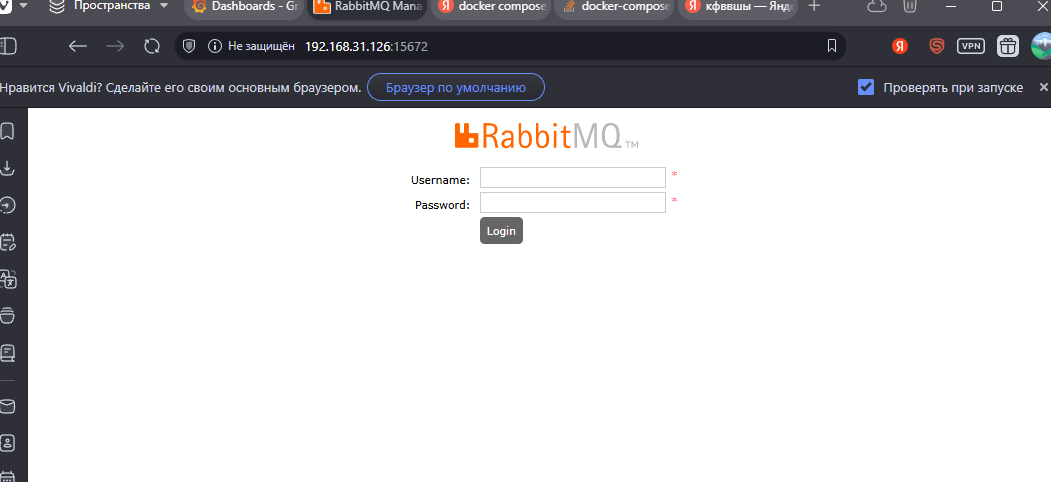 Пространства
Dashboards - Gr
RabbitMQ Mana
docker compose
docker-compose
кфввшы — Янд
Не защищён 192.168.31.126:15672
VPN
Нравится Vivaldi? Сделайте его своим основным браузером. Браузер по умолчанию Проверять при запуске
RabbitMQ™
Username: *
Password: *
Login